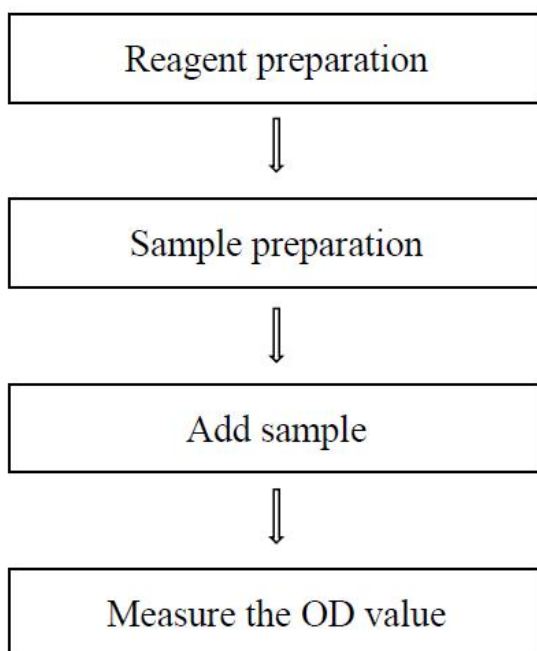 Reagent preparation
Sample preparation
Add sample
Measure the OD value